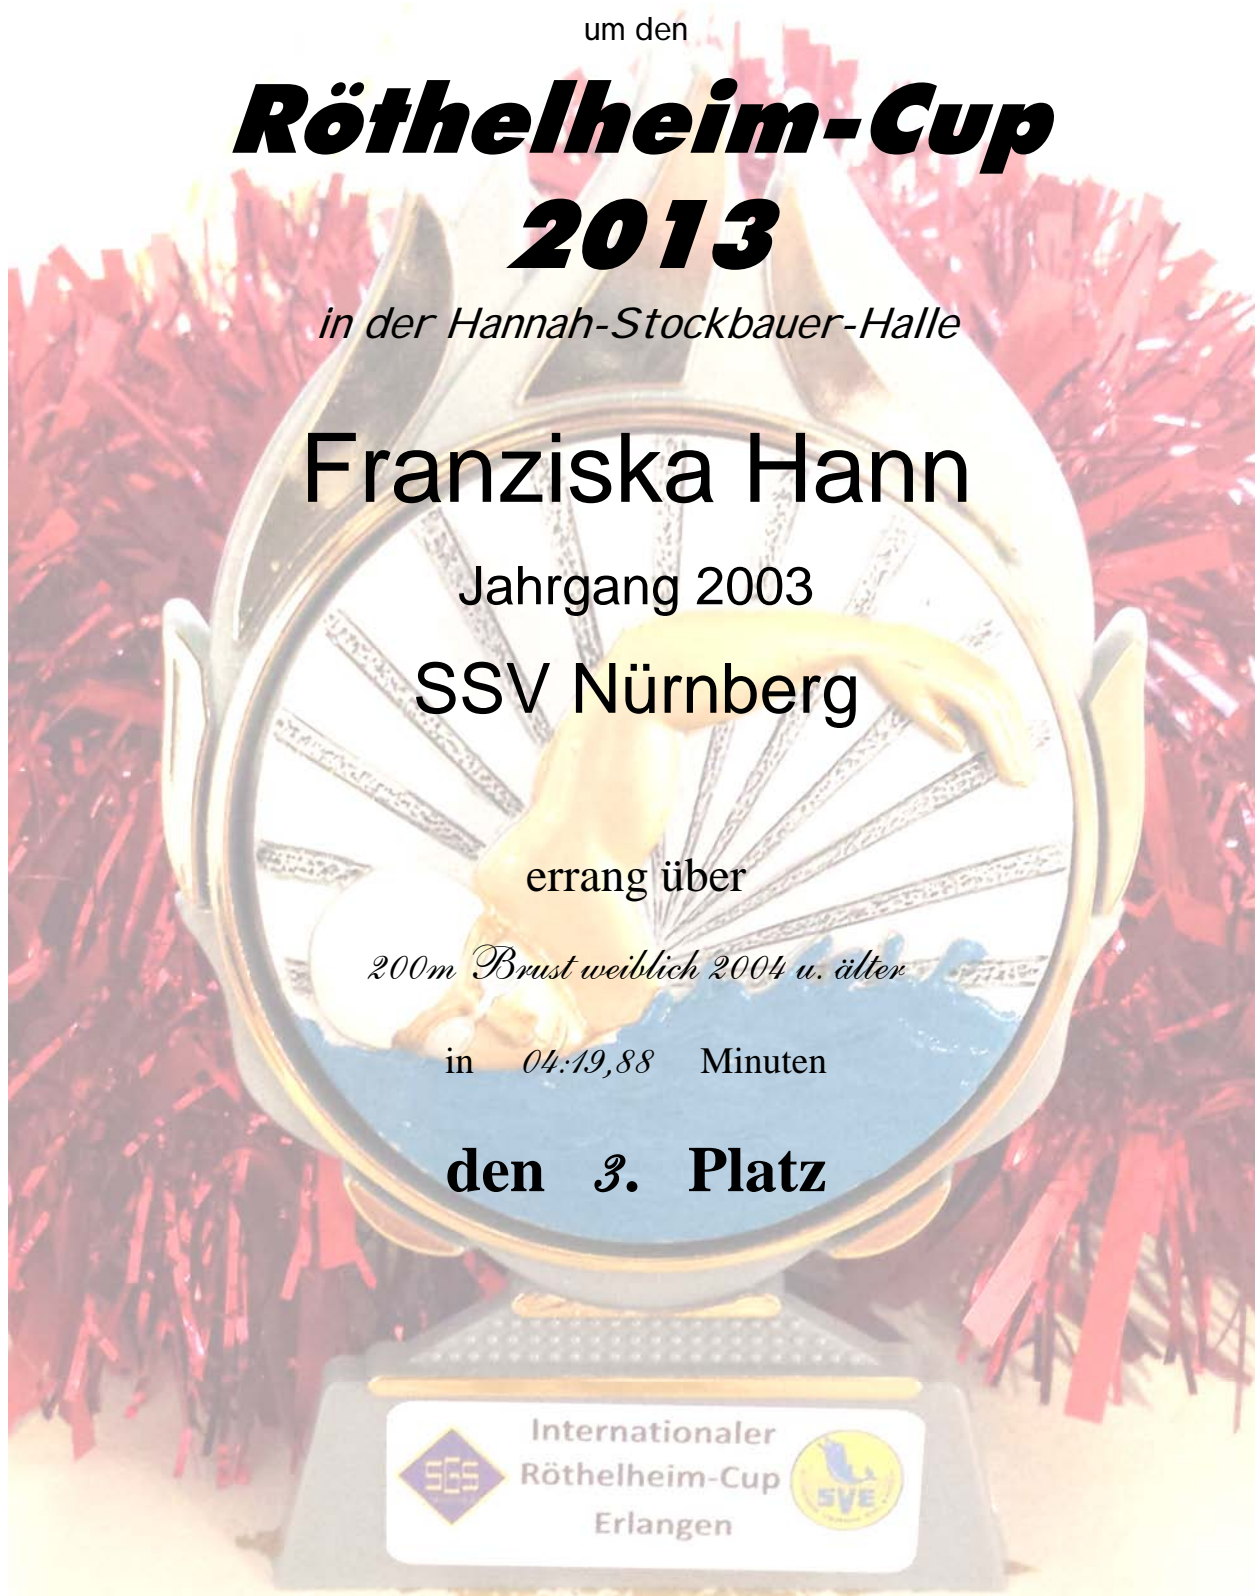 um den
Röthelheim-Cup
2013
in der Hannah-Stockbauer-Halle
Franziska Hann
Jahrgang 2003
SSV Nürnberg
errang über
200m Brust weiblich 2004 u. älter
in 04:19,88 Minuten
den 3. Platz
Internationaler
SGS Röthelheim-Cup SVE
Erlangen